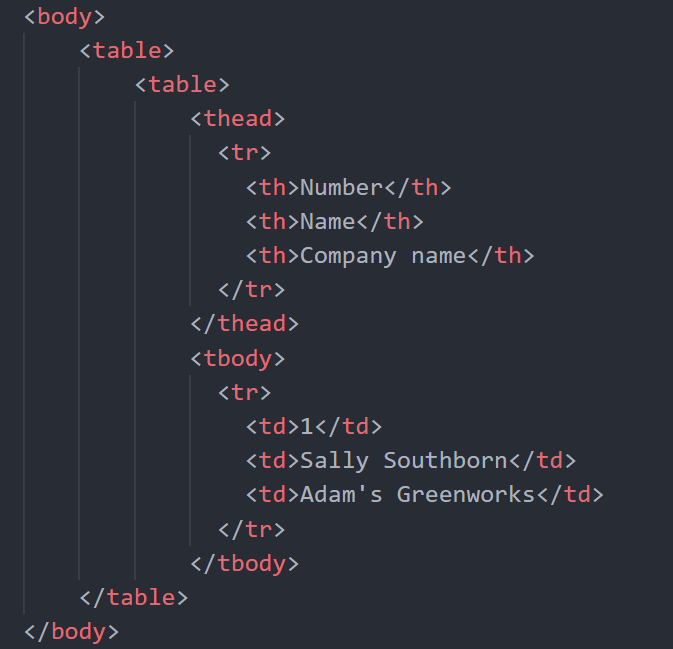 <body>
    <table>
        <table>
            <thead>
              <tr>
                <th>Number</th>
                <th>Name</th>
                <th>Company name</th>
              </tr>
            </thead>
            <tbody>
              <tr>
                <td>1</td>
                <td>Sally Southborn</td>
                <td>Adam's Greenworks</td>
              </tr>
            </tbody>
    </table>
</body>